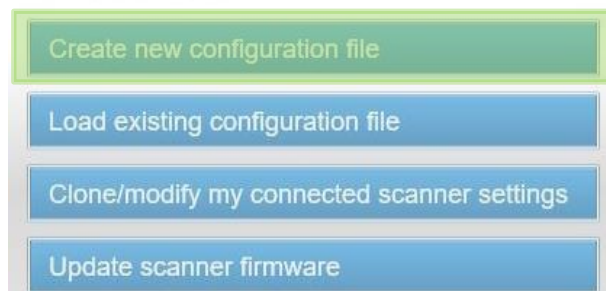 Create new configuration file
Load existing configuration file
Clone/modify my connected scanner settings
Update scanner firmware